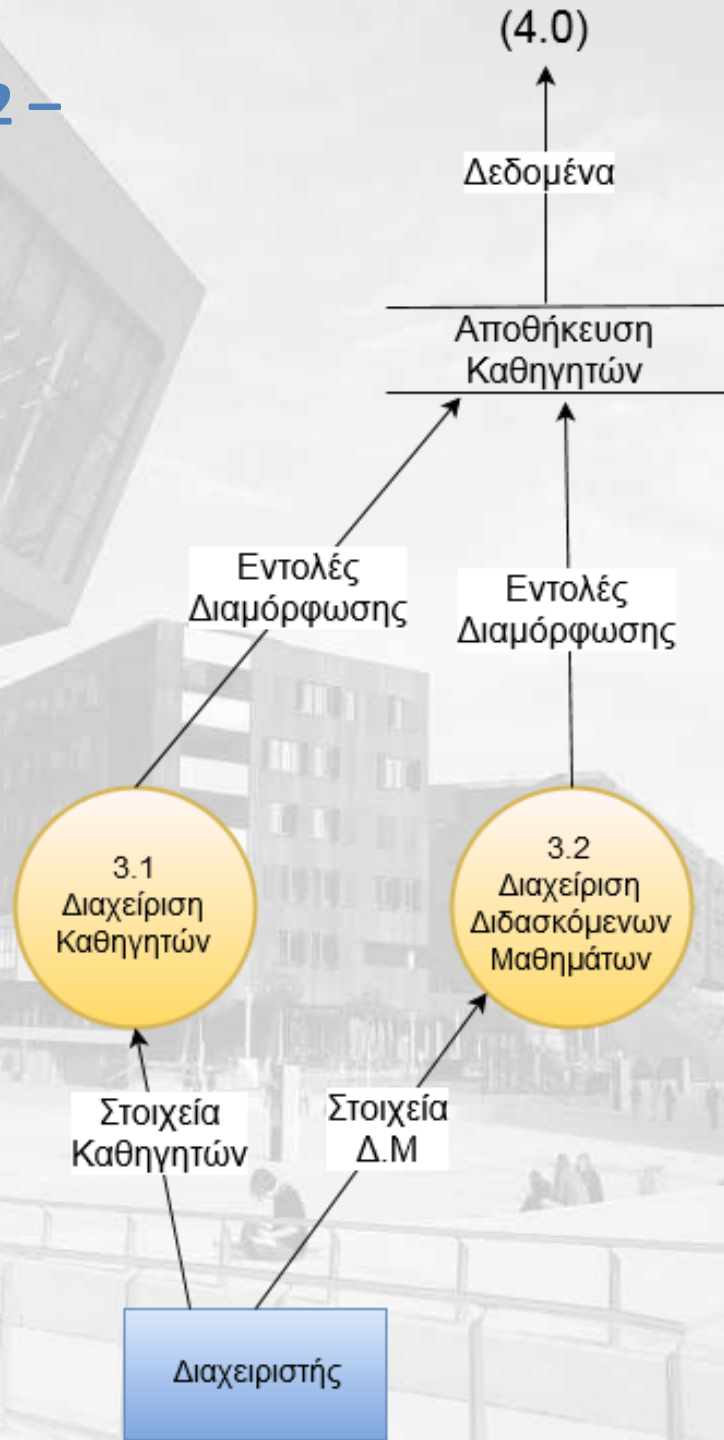 (4.0)
2 –
Δεδομένα
Αποθήκευση
Καθηγητών
Εντολές
Διαμόρφωσης
Εντολές
Διαμόρφωσης
3.1
Διαχείριση
Καθηγητών
3.2
Διαχείριση
Διδασκόμενων
Μαθημάτων
Στοιχεία
Καθηγητών
Στοιχεία
Δ.Μ
Διαχειριστής